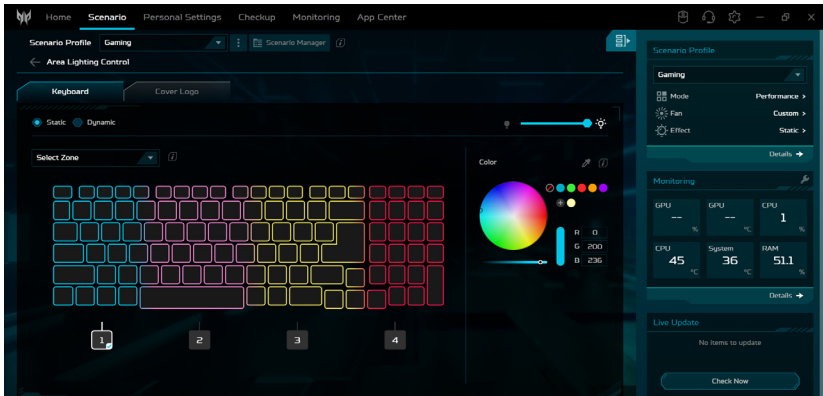 Home Scenario Personal Settings Checkup Monitoring App Center
Scenario Profile Gaming Scenario Manager
Area Lighting Control
Keyboard Cover Logo
Static Dynamic
Select Zone
Color
R 0
G 200
B 236
1 2 3 4
Scenario Profile
Gaming
Mode Performance >
Fan Custom >
Effect Static >
Details
Monitoring
GPU GPU CPU
-- -- 1
% °C %
CPU System RAM
45 36 51.1
°C °C %
Details
Live Update
No items to update
Check Now